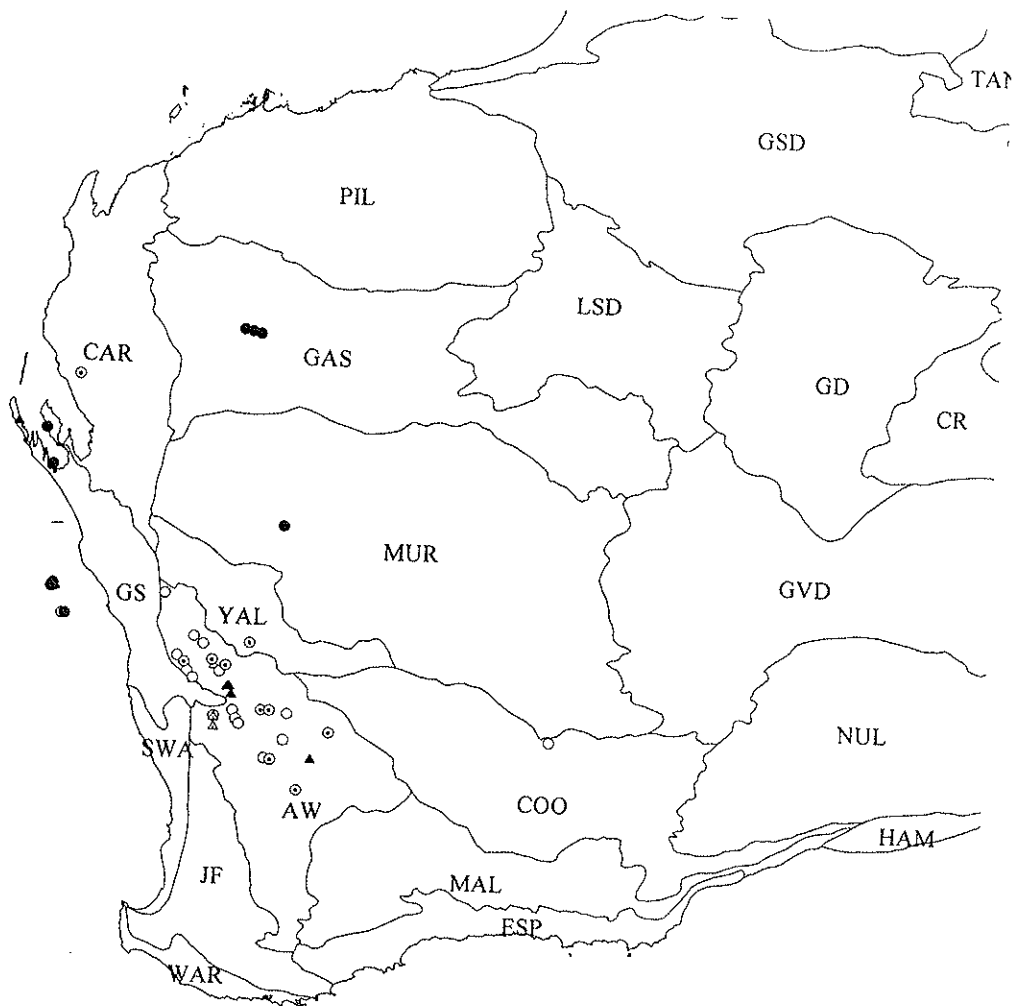 TAN
GSD
PIL
LSD
CAR
GAS
GD
CR
MUR
GS
GVD
YAL
SWA
NUL
COO
AW
HAM
JF
MAL
ESP
WAR